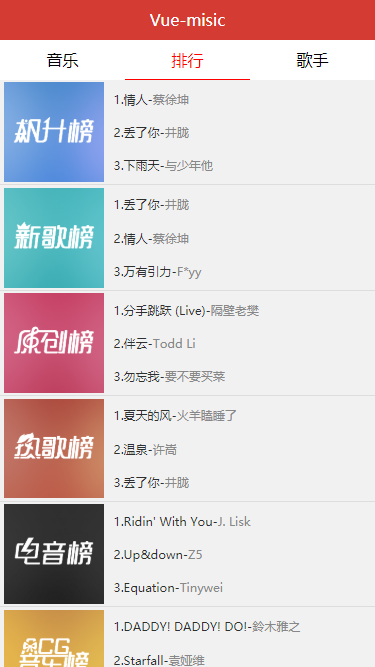 Vue-misic
音乐 排行 歌手
飙升榜
1.情人-蔡徐坤
2.丢了你-井胧
3.下雨天-与少年他
新歌榜
1.丢了你-井胧
2.情人-蔡徐坤
3.万有引力-F*yy
原创榜
1.分手跳跃 (Live)-隔壁老樊
2.伴云-Todd Li
3.勿忘我-要不要买菜
热歌榜
1.夏天的风-火羊瞌睡了
2.温泉-许嵩
3.丢了你-井胧
电音榜
1.Ridin' With You-J. Lisk
2.Up&down-Z5
3.Equation-Tinywei
云音乐ACG
音乐榜
1.DADDY! DADDY! DO!-鈴木雅之
2.Starfall-袁娅维